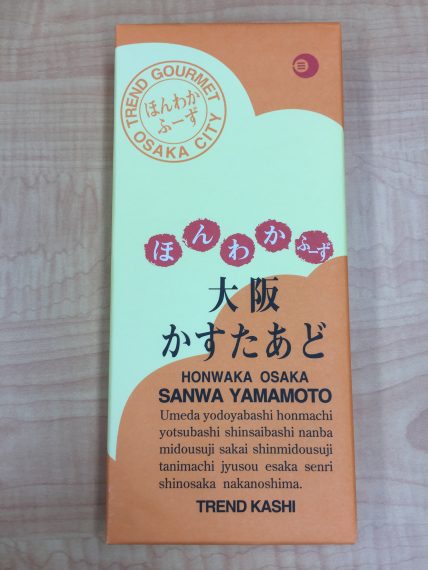 TREND GOURMET
ほんわか
ふーず
OSAKA CITY
ほんわかふーず
大阪
かすたあど
HONWAKA OSAKA
SANWA YAMAMOTO
Umeda yodoyabashi honmachi
yotsubashi shinsaibashi nanba
midousuji sakai shinmidousuji
tanimachi jyusou esaka senri
shinosaka nakanoshima.
TREND KASHI